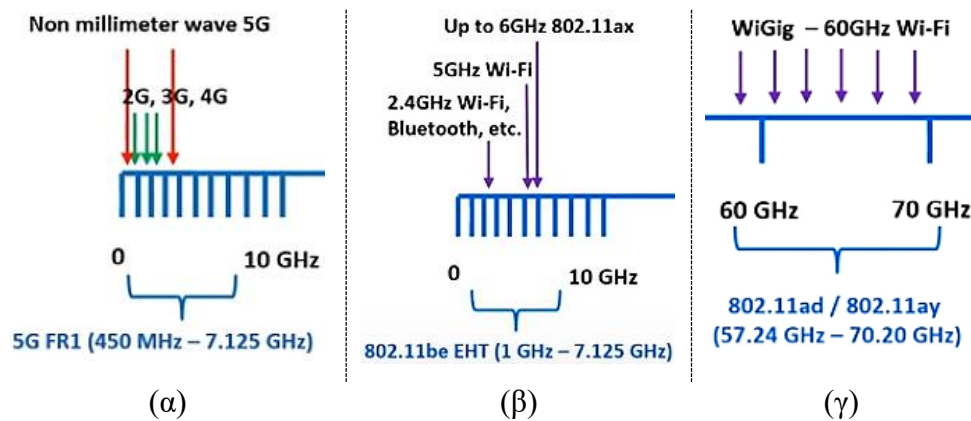 Non millimeter wave 5G
2G, 3G, 4G
0
10 GHz
5G FR1 (450 MHz – 7.125 GHz)
(α)
Up to 6GHz 802.11ax
5GHz Wi-Fi
2.4GHz Wi-Fi,
Bluetooth, etc.
0
10 GHz
802.11be EHT (1 GHz – 7.125 GHz)
(β)
WiGig – 60GHz Wi-Fi
60 GHz
70 GHz
802.11ad / 802.11ay
(57.24 GHz – 70.20 GHz)
(γ)